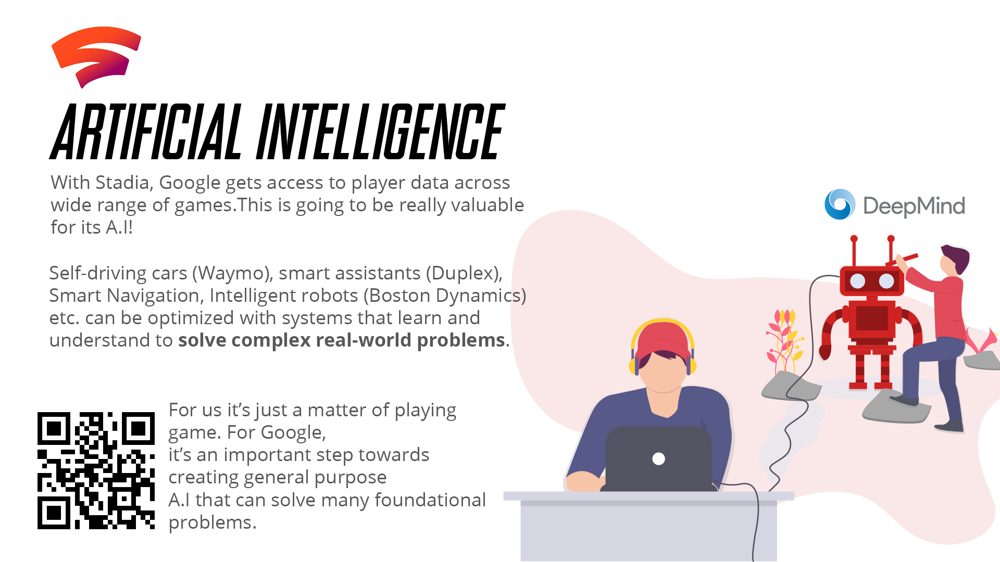 ARTIFICIAL INTELLIGENCE
With Stadia, Google gets access to player data across
wide range of games.This is going to be really valuable
for its A.I!
Self-driving cars (Waymo), smart assistants (Duplex),
Smart Navigation, Intelligent robots (Boston Dynamics)
etc. can be optimized with systems that learn and
understand to solve complex real-world problems.
For us it’s just a matter of playing
game. For Google,
it’s an important step towards
creating general purpose
A.I that can solve many foundational
problems.
DeepMind